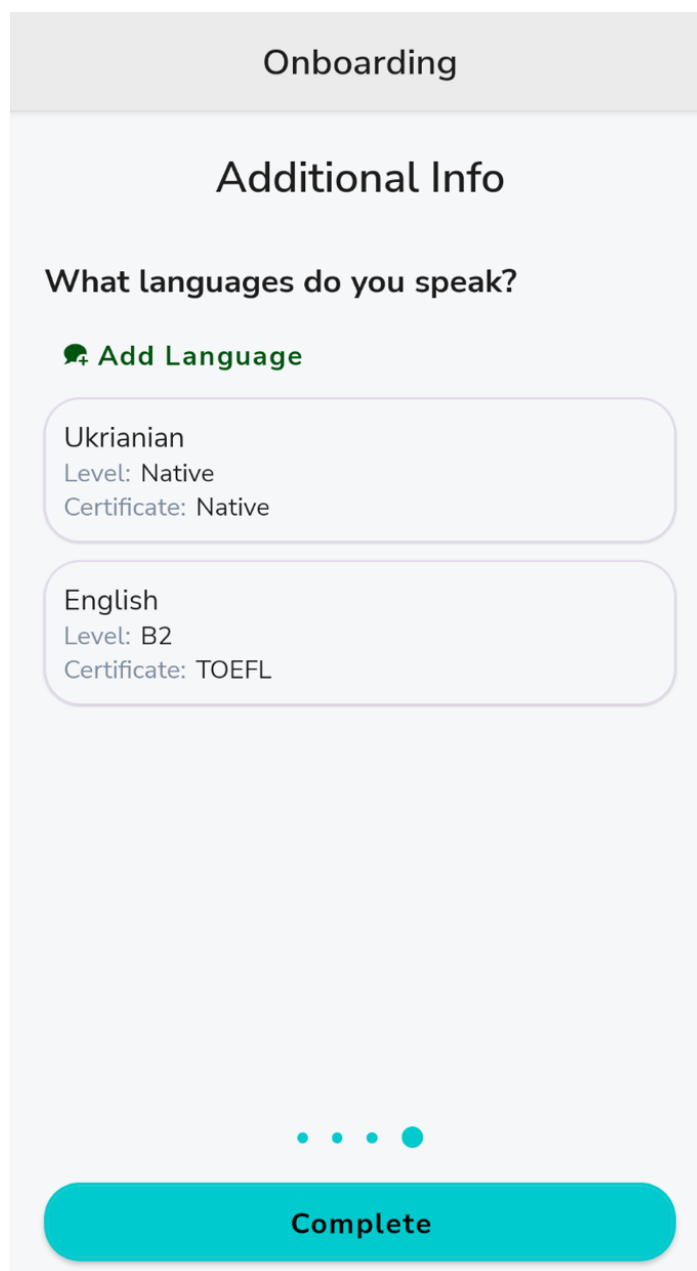 Onboarding
Additional Info
What languages do you speak?
Add Language
Ukrianian
Level: Native
Certificate: Native
English
Level: B2
Certificate: TOEFL
Complete